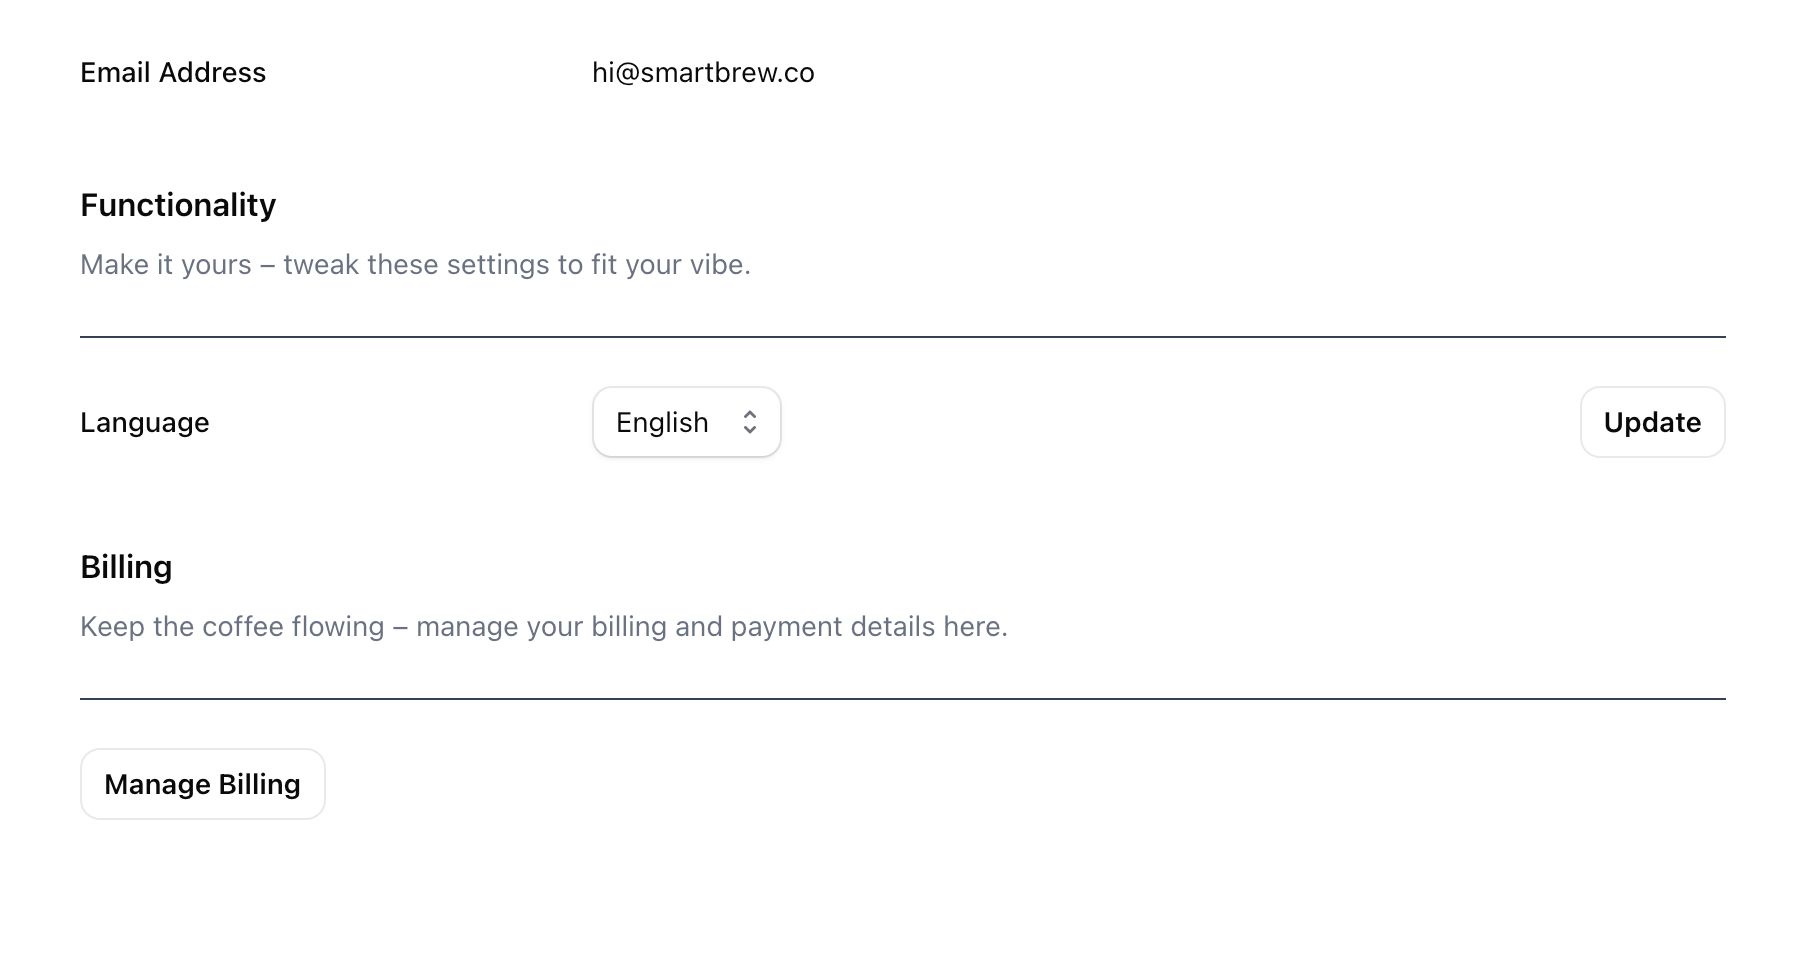 Email Address hi@smartbrew.co
Functionality
Make it yours – tweak these settings to fit your vibe.
Language English Update
Billing
Keep the coffee flowing – manage your billing and payment details here.
Manage Billing